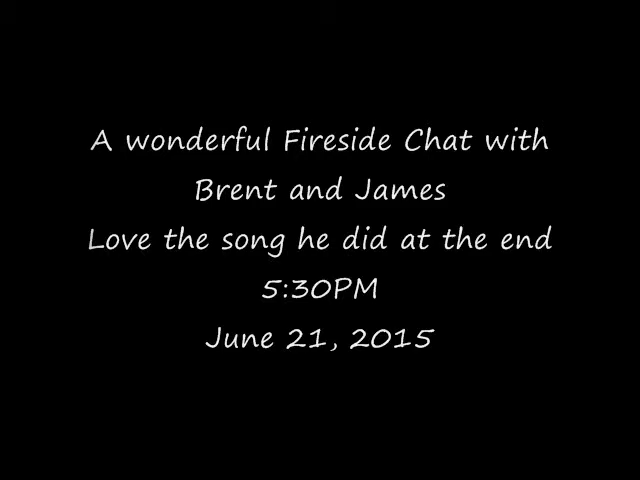 A wonderful Fireside Chat with
Brent and James
Love the song he did at the end
5:30PM
June 21, 2015